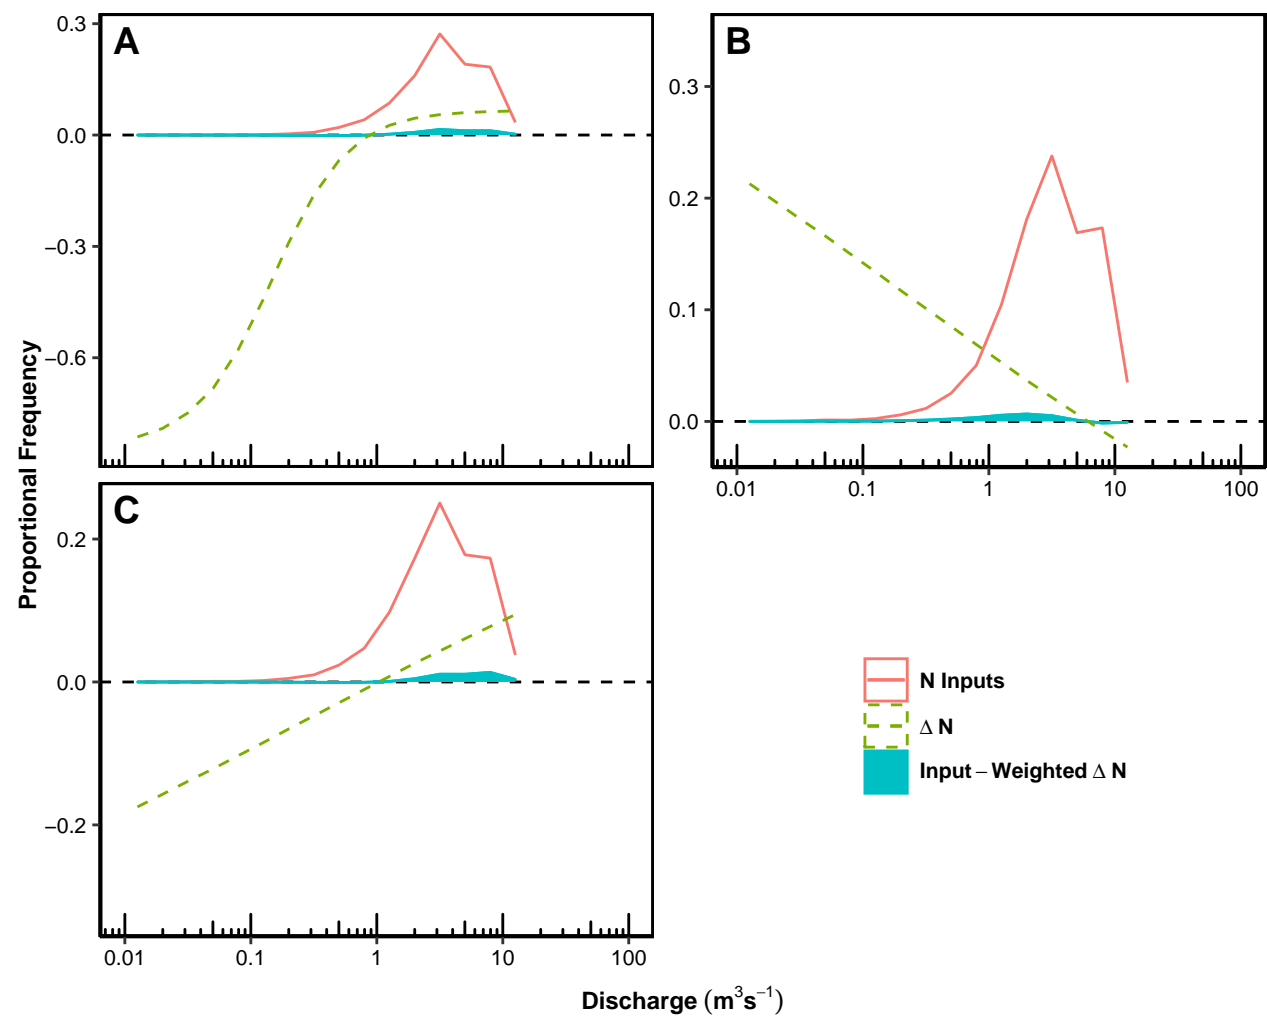 A
0.3
0.0
−0.3
−0.6
B
0.3
0.2
0.1
0.0
0.01 0.1 1 10 100
C
0.2
0.0
−0.2
0.01 0.1 1 10 100
Proportional Frequency
Discharge (m³s⁻¹)
N Inputs
Δ N
Input − Weighted Δ N